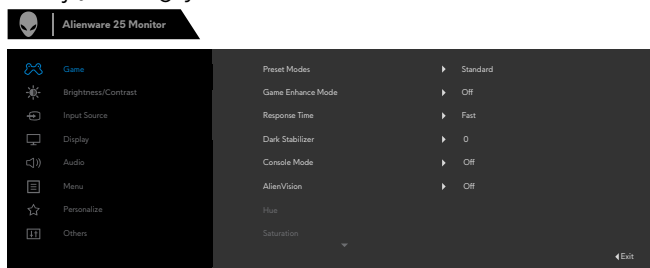 Alienware 25 Monitor
Game Preset Modes Standard
Brightness/Contrast Game Enhance Mode Off
Input Source Response Time Fast
Display Dark Stabilizer 0
Audio Console Mode Off
Menu AlienVision Off
Personalize Hue
Others Saturation
Exit